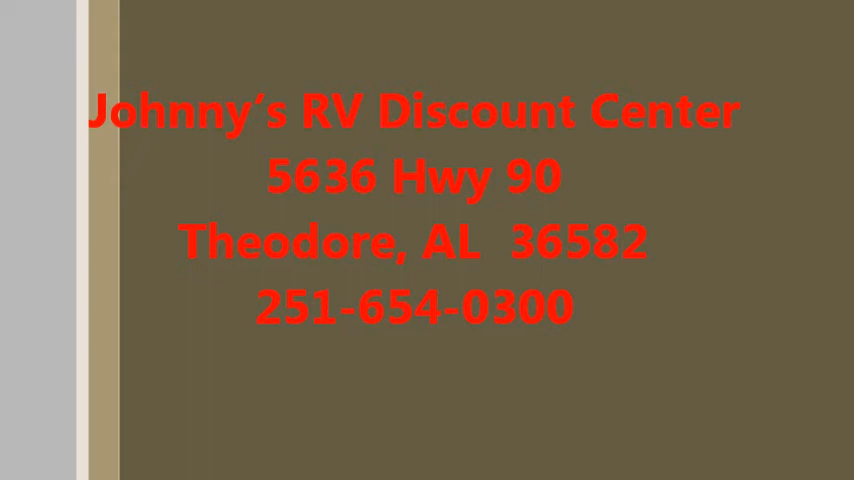 Johnny’s RV Discount Center
5636 Hwy 90
Theodore, AL  36582
251-654-0300